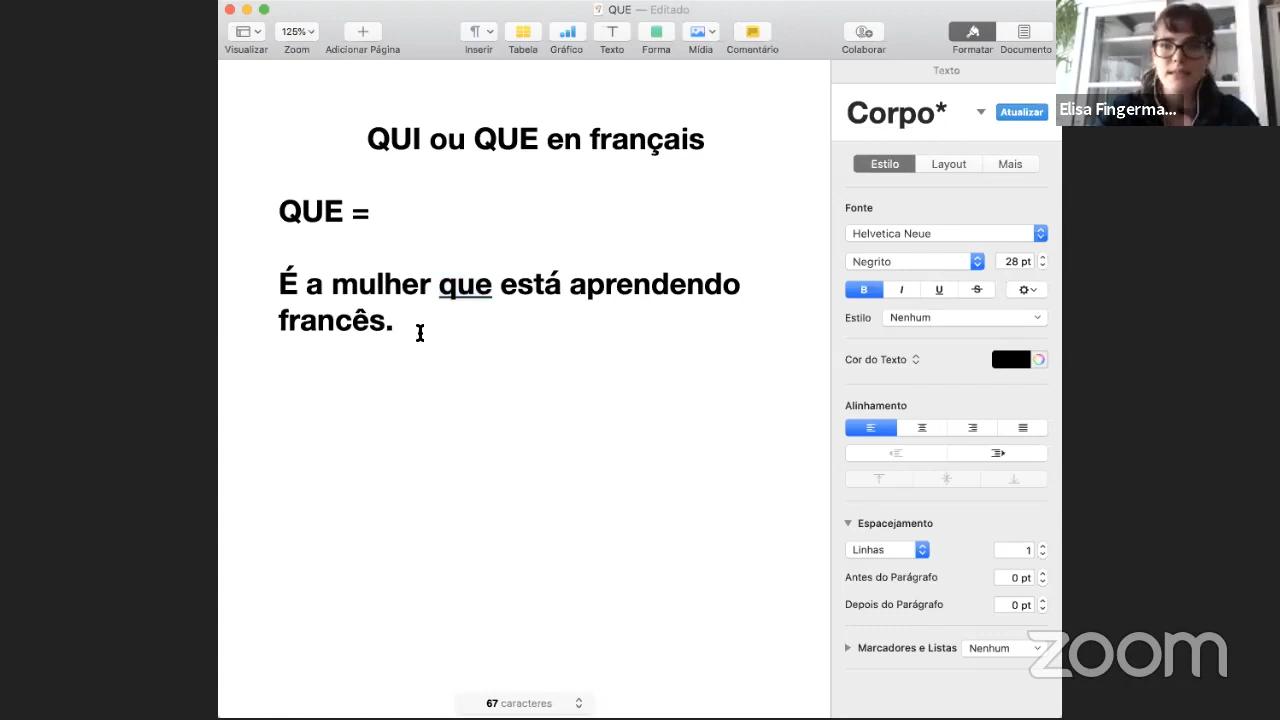 QUE — Editado
125%
Visualizar
Zoom
Adicionar Página
Inserir
Tabela
Gráfico
Texto
Forma
Mídia
Comentário
Colaborar
Formatar
Documento
Texto
Corpo*
Atualizar
Elisa Fingerma...
Estilo
Layout
Mais
QUI ou QUE en français
QUE =
É a mulher que está aprendendo
francês.
Fonte
Helvetica Neue
Negrito
28 pt
B I U S
Estilo
Nenhum
Cor do Texto
Alinhamento
Espacejamento
Linhas
1
Antes do Parágrafo
0 pt
Depois do Parágrafo
0 pt
Marcadores e Listas
Nenhum
zoom
67 caracteres